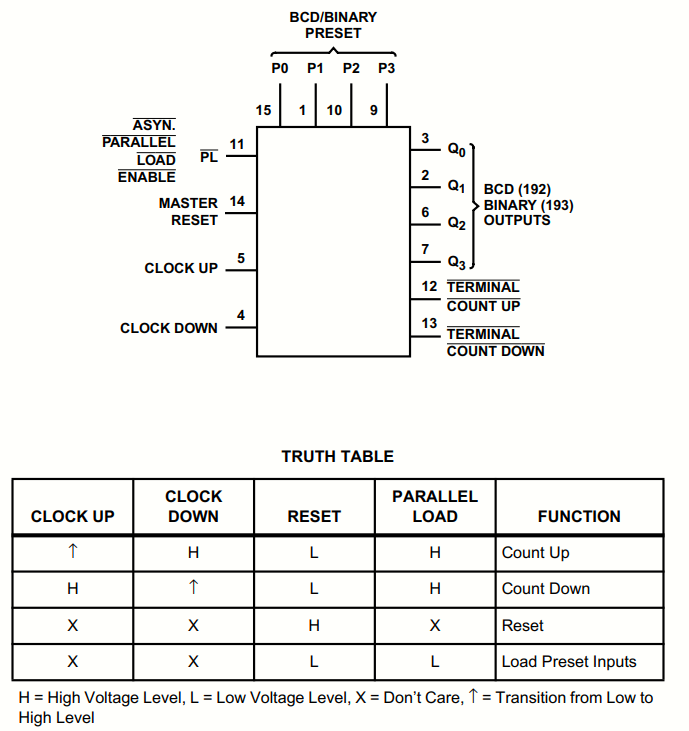 BCD/BINARY
PRESET
P0 P1 P2 P3
15 1 10 9
ASYN.
PARALLEL
LOAD
ENABLE
PL
11
MASTER
RESET
14
CLOCK UP
5
CLOCK DOWN
4
3
Q0
2
Q1
6
Q2
7
Q3
BCD (192)
BINARY (193)
OUTPUTS
12
TERMINAL
COUNT UP
13
TERMINAL
COUNT DOWN
TRUTH TABLE
CLOCK UP CLOCK DOWN RESET PARALLEL LOAD FUNCTION
↑ H L H Count Up
H ↑ L H Count Down
X X H X Reset
X X L L Load Preset Inputs
H = High Voltage Level, L = Low Voltage Level, X = Don’t Care, ↑ = Transition from Low to
High Level